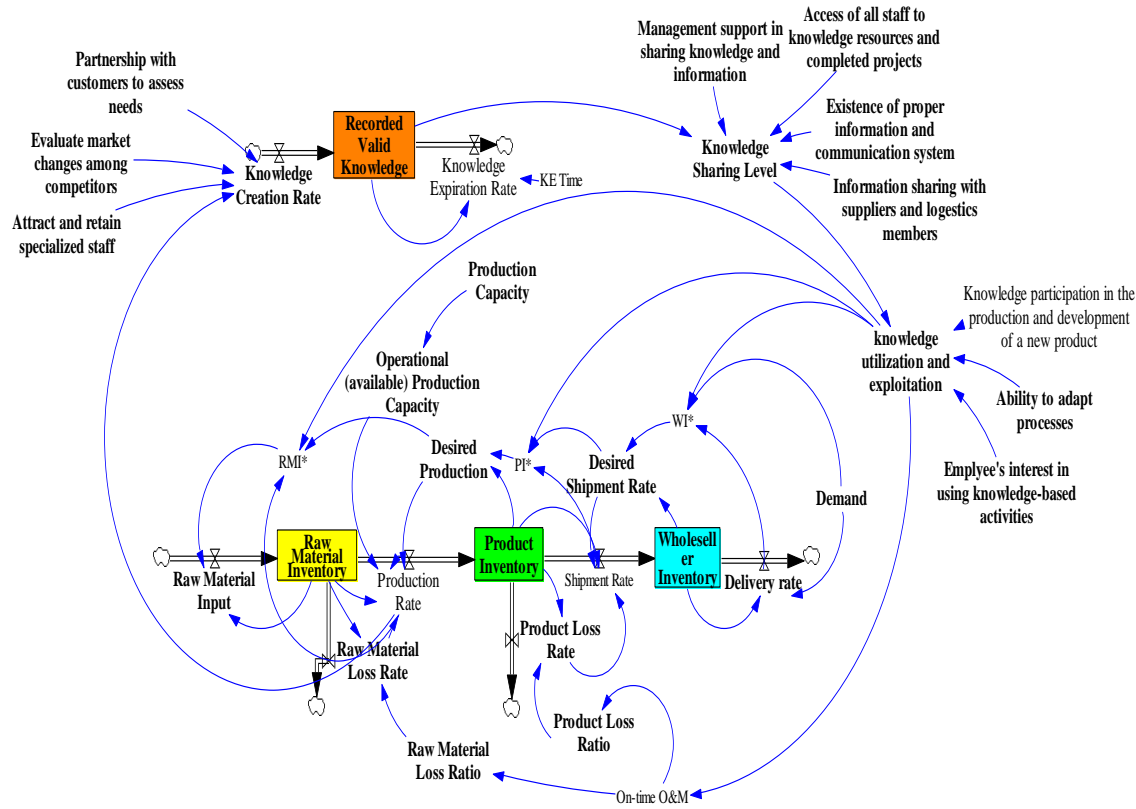 Partnership with
customers to assess
needs
Evaluate market
changes among
competitors
Attract and retain
specialized staff
Knowledge
Creation Rate
Recorded
Valid
Knowledge
Knowledge
Expiration Rate
KE Time
Management support in
sharing knowledge and
information
Access of all staff to
knowledge resources and
completed projects
Existence of proper
information and
communication system
Knowledge
Sharing Level
Information sharing with
suppliers and logestics
members
Production
Capacity
Knowledge participation in the
production and development
of a new product
knowledge
utilization and
exploitation
Operational
(available) Production
Capacity
Ability to adapt
processes
WI*
Desired
Production
RMI*
PI*
Desired
Shipment Rate
Emplyee's interest in
using knowledge-based
activities
Demand
Raw
Material
Inventory
Product
Inventory
Wholesell
er
Inventory
Raw Material
Input
Production
Rate
Shipment Rate
Delivery rate
Product Loss
Rate
Raw Material
Loss Rate
Product Loss
Ratio
Raw Material
Loss Ratio
On-time O&M